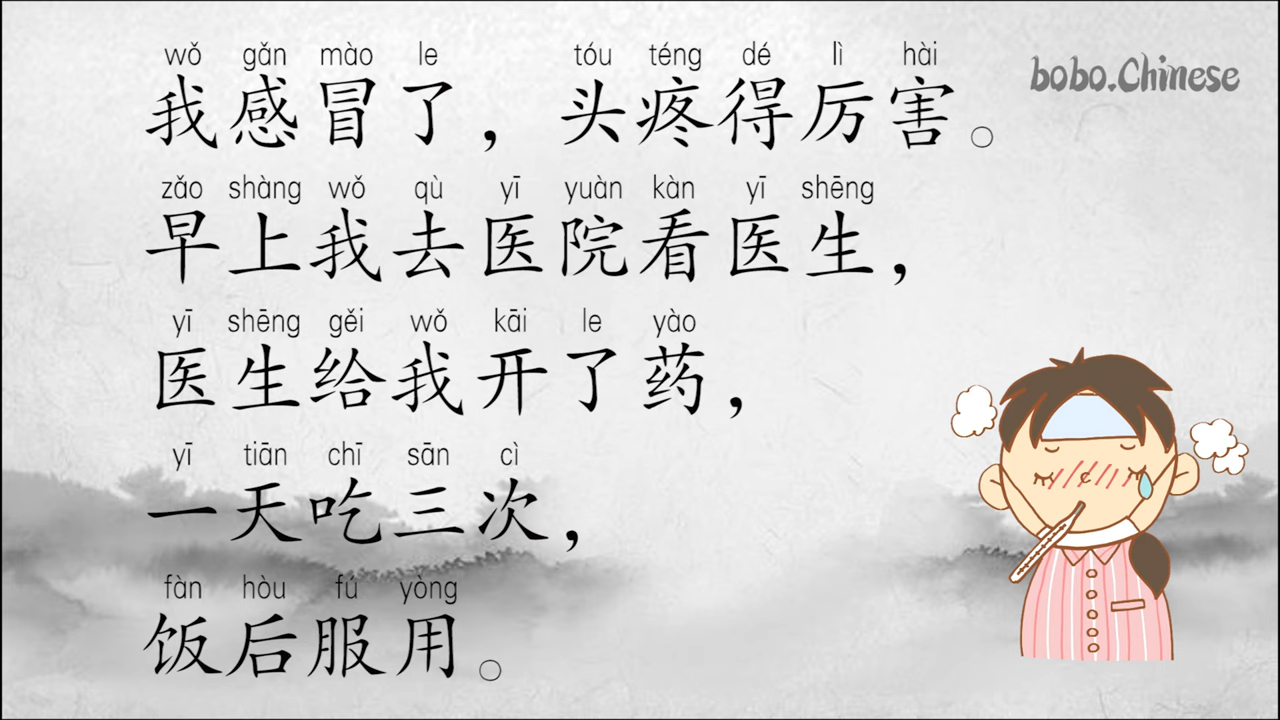 wǒ gǎn mào le tóu téng dé lì hài
我感冒了，头疼得厉害。
bobo.Chinese
zǎo shàng wǒ qù yī yuàn kàn yī shēng
早上我去医院看医生，
yī shēng gěi wǒ kāi le yào
医生给我开了药，
yī tiān chī sān cì
一天吃三次，
fàn hòu fú yòng
饭后服用。